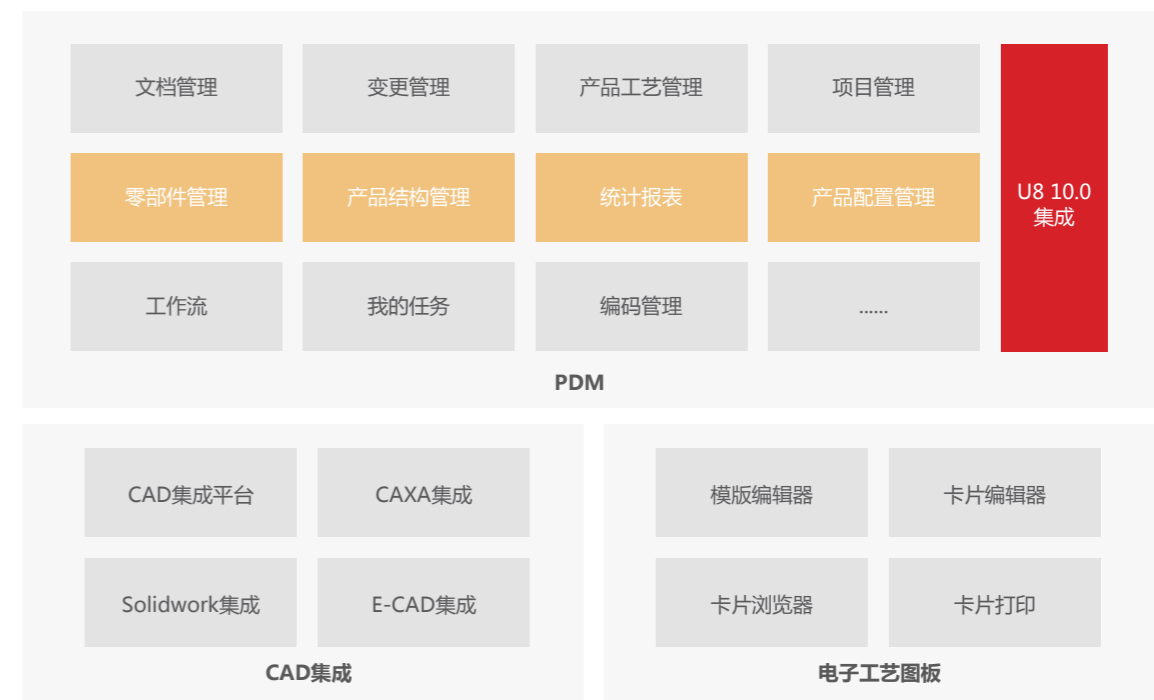 文档管理
变更管理
产品工艺管理
项目管理
零部件管理
产品结构管理
统计报表
产品配置管理
U8 10.0
集成
工作流
我的任务
编码管理
......
PDM
CAD集成平台
CAXA集成
Solidwork集成
E-CAD集成
CAD集成
模版编辑器
卡片编辑器
卡片浏览器
卡片打印
电子工艺图板